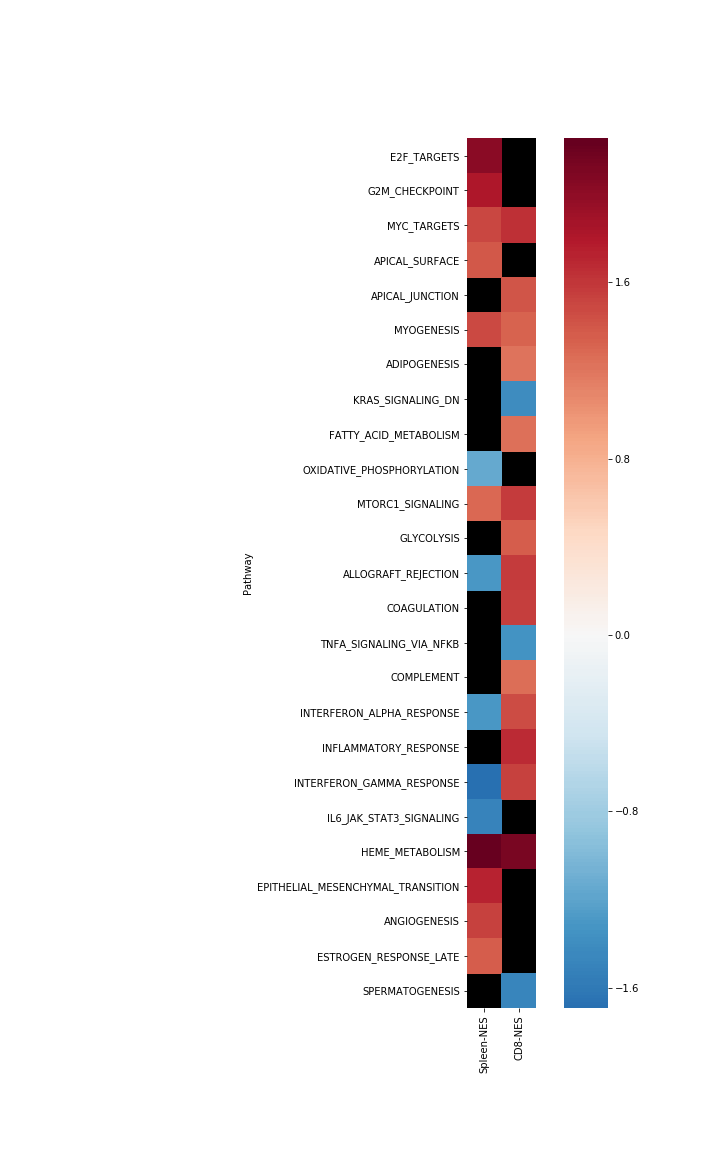 E2F_TARGETS
G2M_CHECKPOINT
MYC_TARGETS
APICAL_SURFACE
APICAL_JUNCTION
MYOGENESIS
ADIPOGENESIS
KRAS_SIGNALING_DN
FATTY_ACID_METABOLISM
OXIDATIVE_PHOSPHORYLATION
MTORC1_SIGNALING
GLYCOLYSIS
ALLOGRAFT_REJECTION
COAGULATION
TNFA_SIGNALING_VIA_NFKB
COMPLEMENT
INTERFERON_ALPHA_RESPONSE
INFLAMMATORY_RESPONSE
INTERFERON_GAMMA_RESPONSE
IL6_JAK_STAT3_SIGNALING
HEME_METABOLISM
EPITHELIAL_MESENCHYMAL_TRANSITION
ANGIOGENESIS
ESTROGEN_RESPONSE_LATE
SPERMATOGENESIS
Pathway
Spleen-NES
CD8-NES
1.6
0.8
0.0
−0.8
−1.6